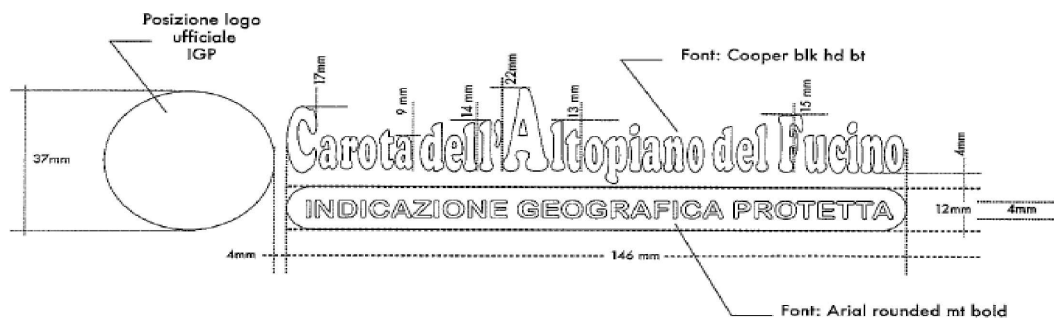 Posizione logo
ufficiale
IGP
Font: Cooper blk hd bt
17mm
9 mm
14 mm
22mm
13 mm
15 mm
37mm
Carota dell'Altopiano del Fucino
4mm
INDICAZIONE GEOGRAFICA PROTETTA
12mm
4mm
4mm
146 mm
Font: Arial rounded mt bold